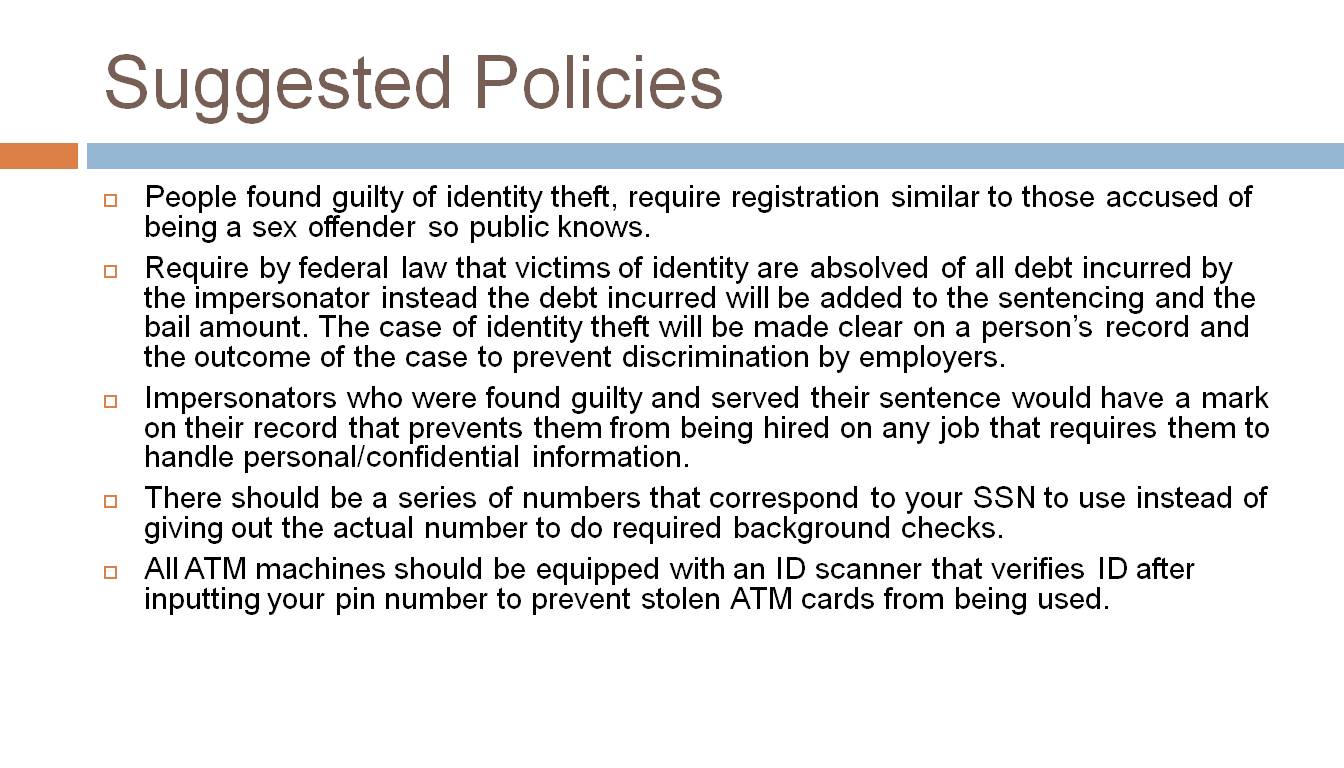 Suggested Policies
People found guilty of identity theft, require registration similar to those accused of
being a sex offender so public knows.
Require by federal law that victims of identity are absolved of all debt incurred by
the impersonator instead the debt incurred will be added to the sentencing and the
bail amount. The case of identity theft will be made clear on a person’s record and
the outcome of the case to prevent discrimination by employers.
Impersonators who were found guilty and served their sentence would have a mark
on their record that prevents them from being hired on any job that requires them to
handle personal/confidential information.
There should be a series of numbers that correspond to your SSN to use instead of
giving out the actual number to do required background checks.
All ATM machines should be equipped with an ID scanner that verifies ID after
inputting your pin number to prevent stolen ATM cards from being used.